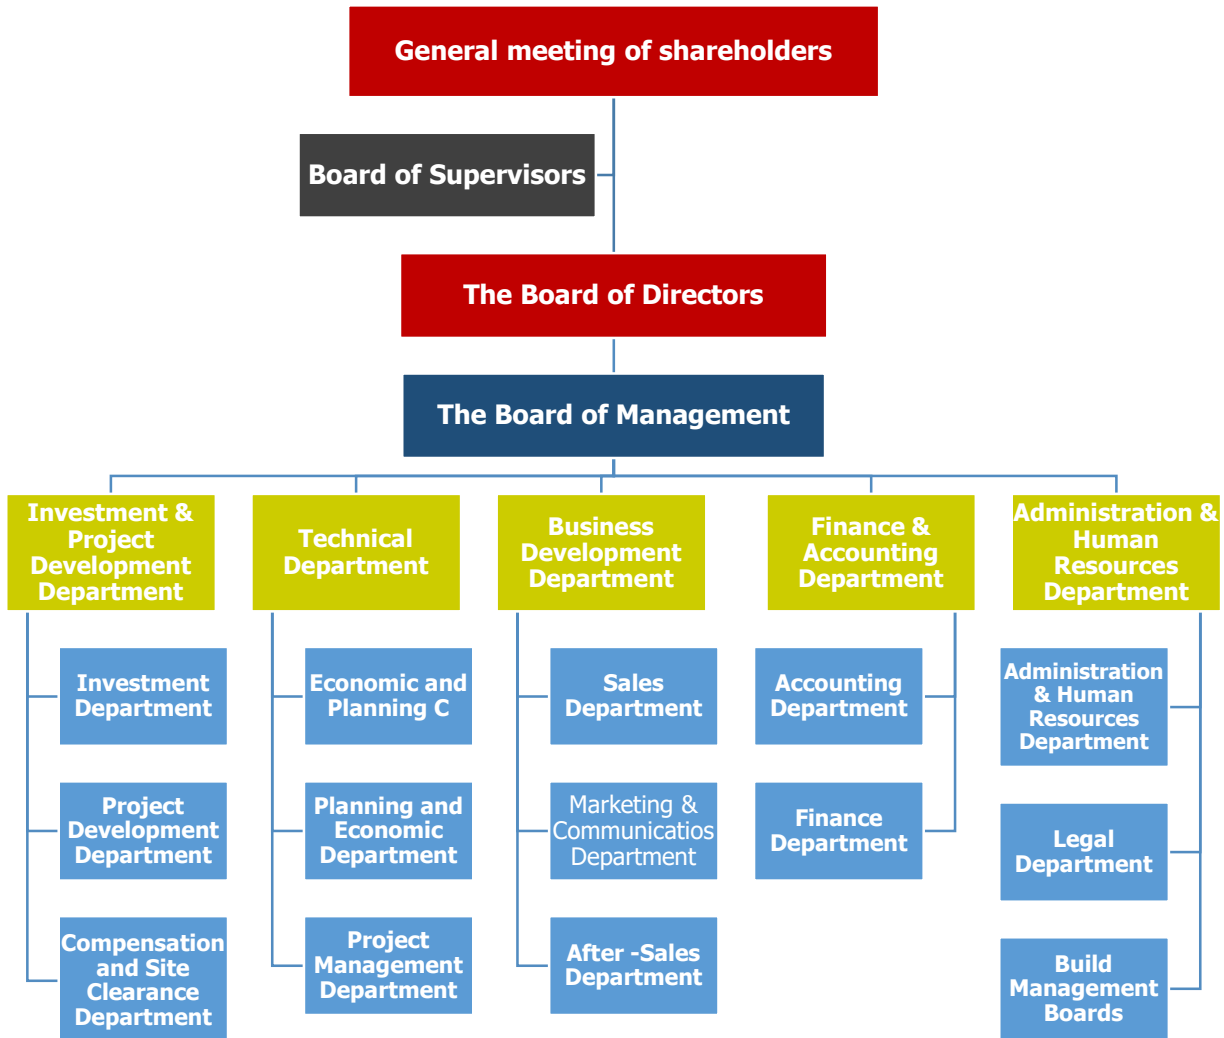 General meeting of shareholders
Board of Supervisors
The Board of Directors
The Board of Management
Investment &
Project
Development
Department
Technical
Department
Business
Development
Department
Finance &
Accounting
Department
Administration &
Human
Resources
Department
Investment
Department
Economic and
Planning C
Sales
Department
Accounting
Department
Administration
& Human
Resources
Department
Project
Development
Department
Planning and
Economic
Department
Marketing &
Communicatios
Department
Finance
Department
Legal
Department
Compensation
and Site
Clearance
Department
Project
Management
Department
After -Sales
Department
Build
Management
Boards